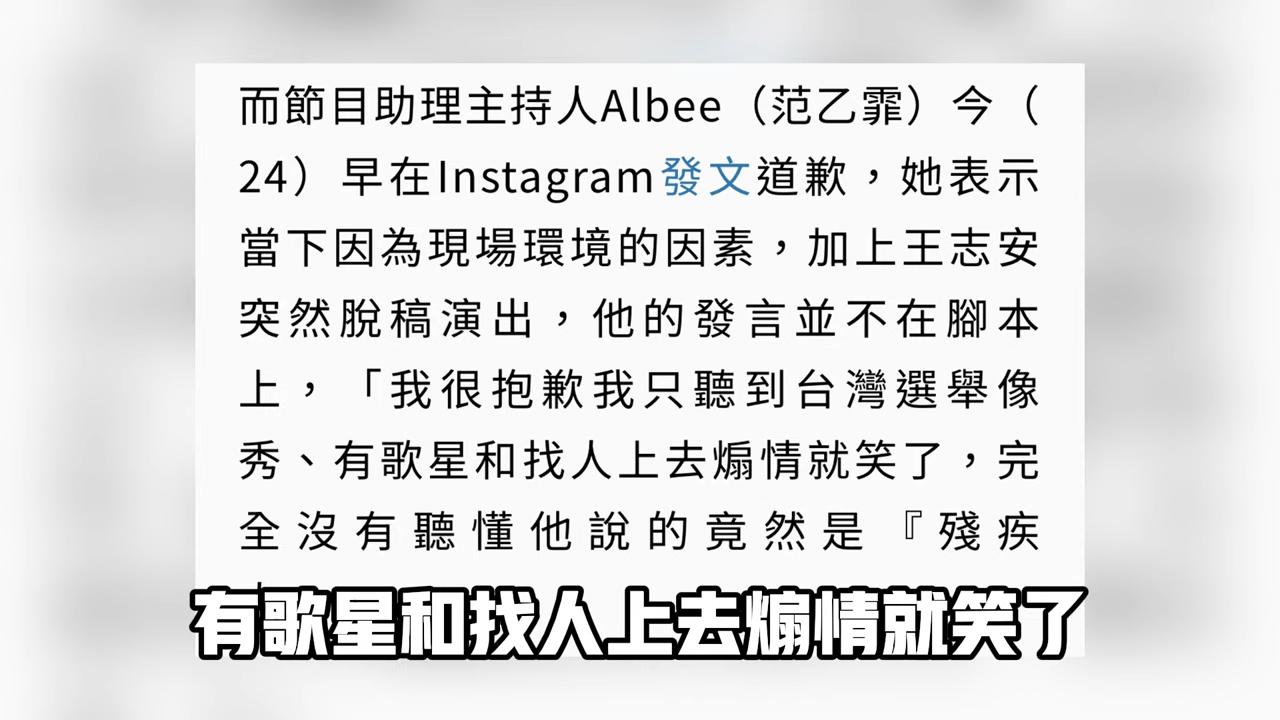 而節目助理主持人Albee（范乙霏）今（
24）早在Instagram發文道歉，她表示
當下因為現場環境的因素，加上王志安
突然脫稿演出，他的發言並不在腳本
上，「我很抱歉我只聽到台灣選舉像
秀、有歌星和找人上去煽情就笑了，完
全沒有聽懂他說的竟然是『殘疾
有歌星和找人上去煽情就笑了